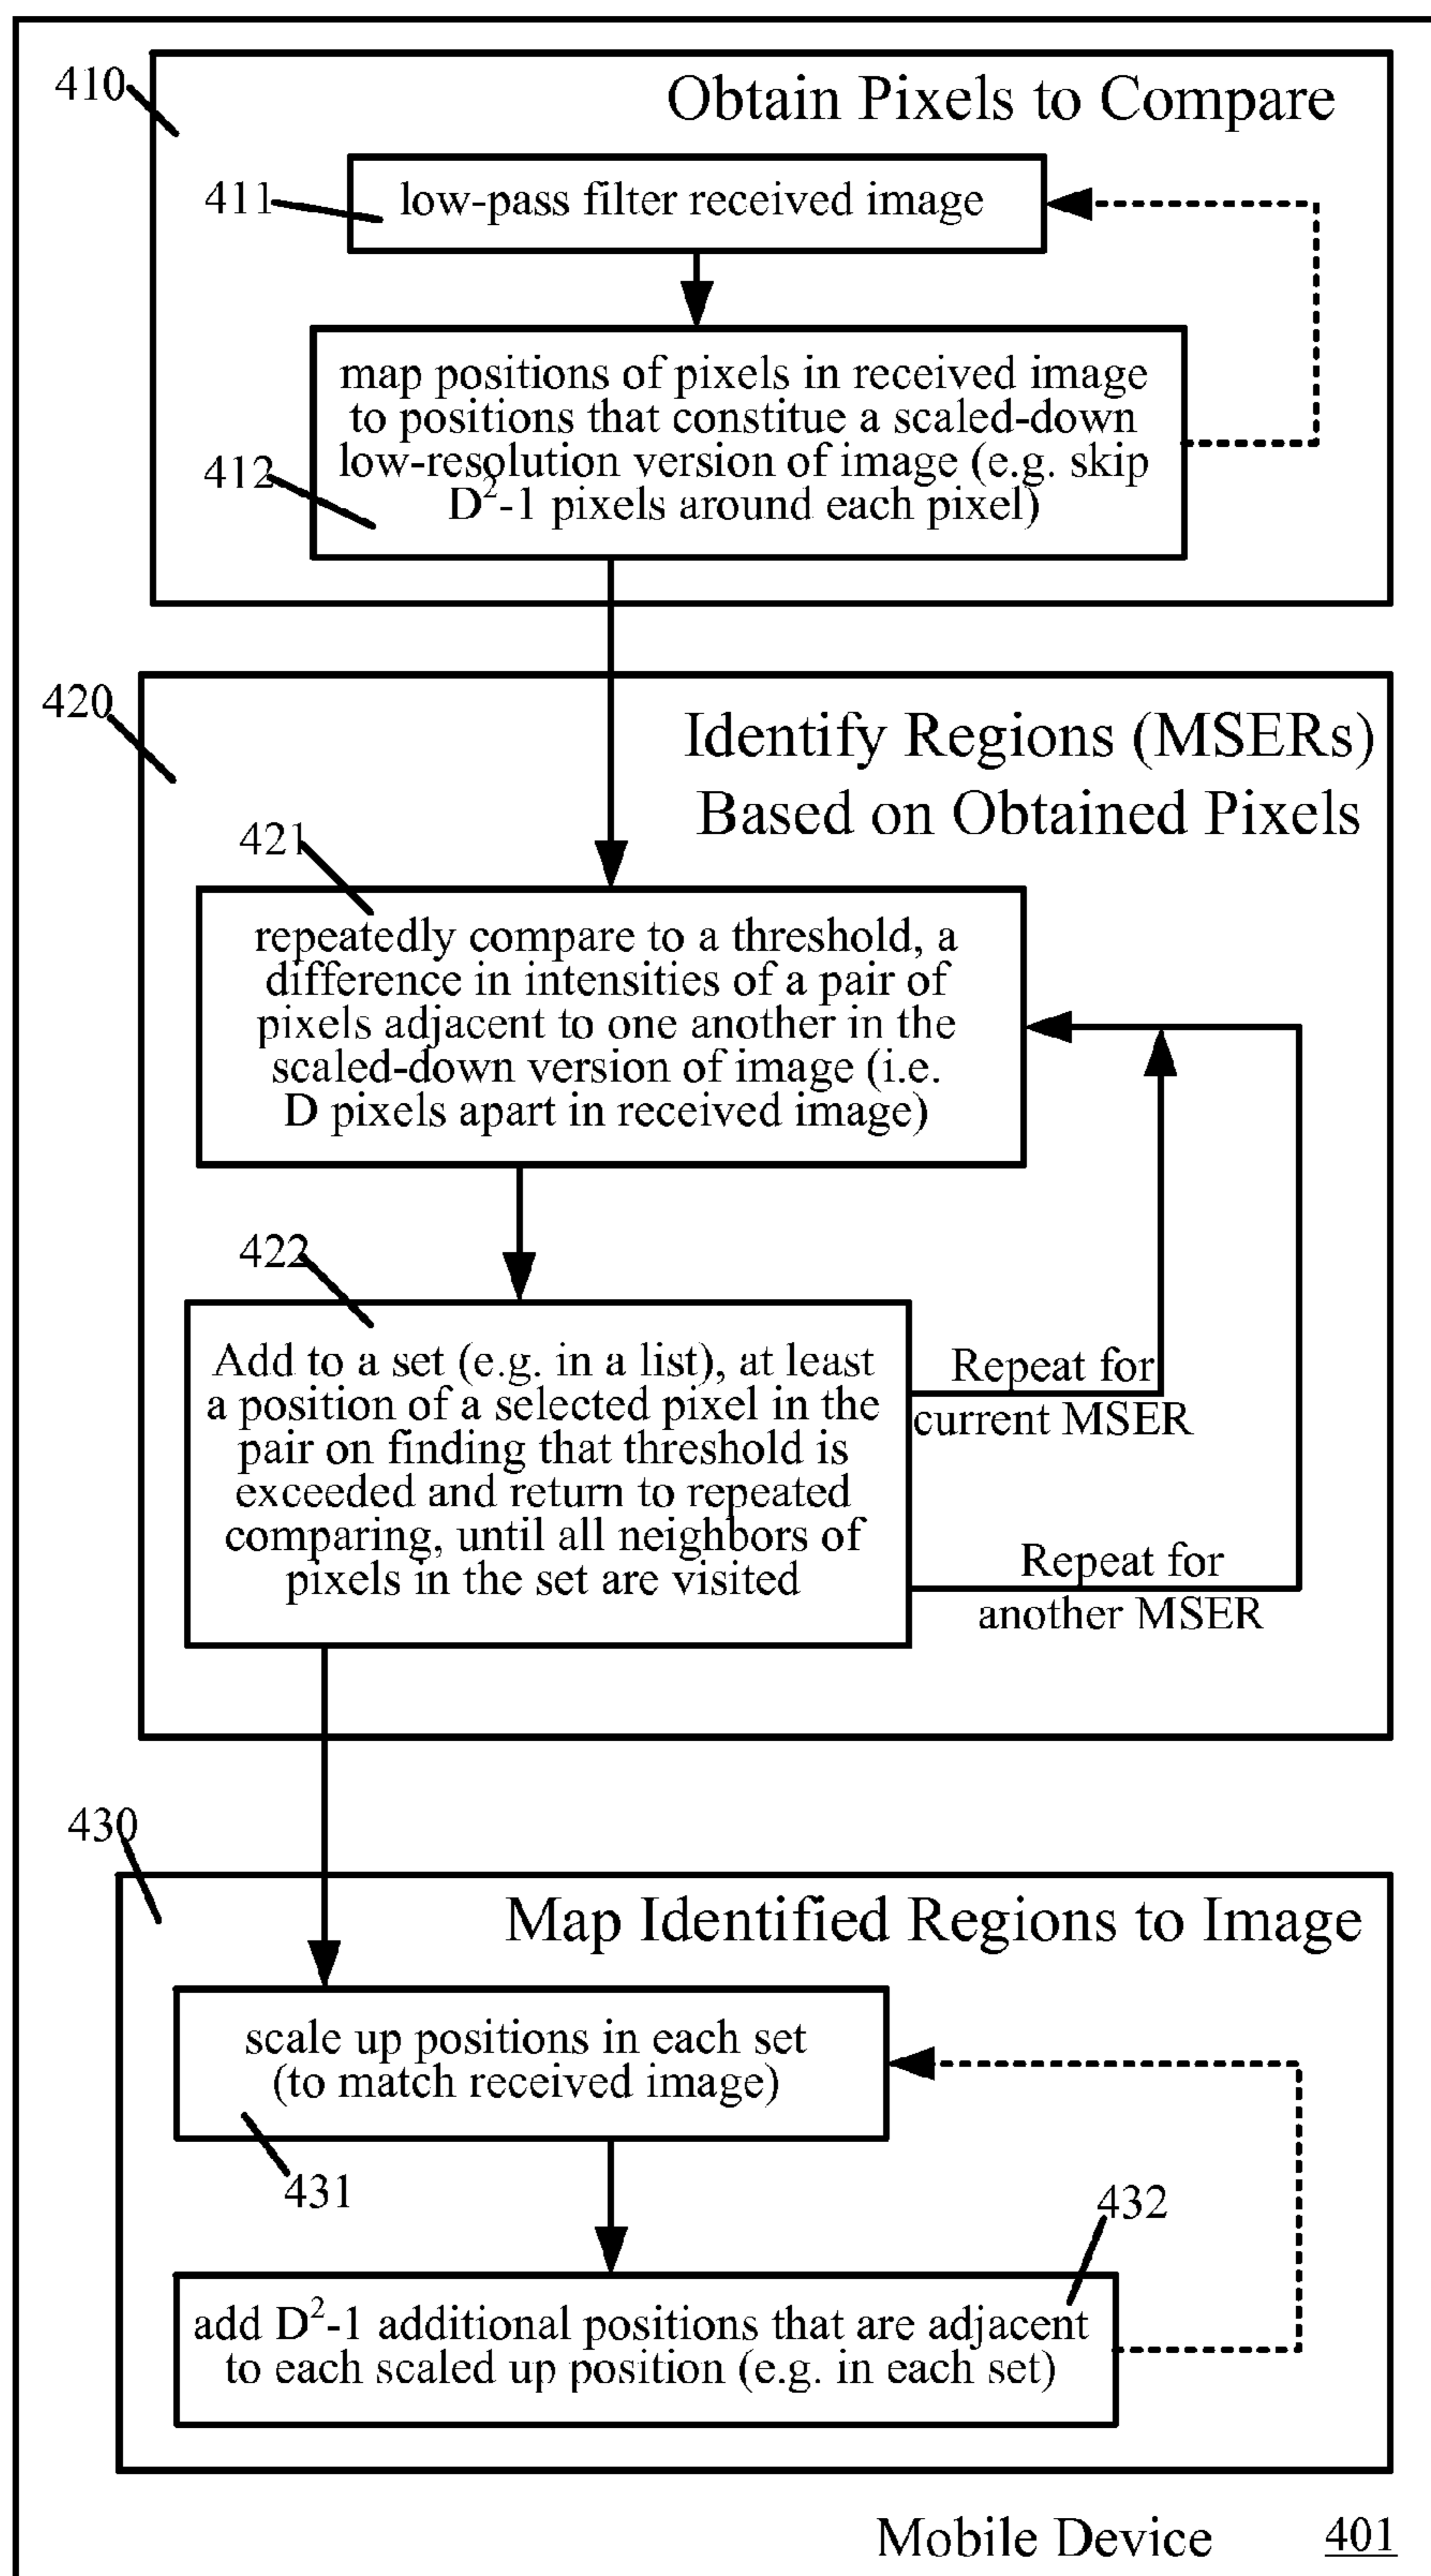 410
Obtain Pixels to Compare
411
low-pass filter received image
412
map positions of pixels in received image
to positions that constitute a scaled-down
low-resolution version of image (e.g. skip
D²-1 pixels around each pixel)
420
Identify Regions (MSERs)
Based on Obtained Pixels
421
repeatedly compare to a threshold, a
difference in intensities of a pair of
pixels adjacent to one another in the
scaled-down version of image (i.e.
D pixels apart in received image)
422
Add to a set (e.g. in a list), at least
a position of a selected pixel in the
pair on finding that threshold is
exceeded and return to repeated
comparing, until all neighbors of
pixels in the set are visited
Repeat for
current MSER
Repeat for
another MSER
430
Map Identified Regions to Image
scale up positions in each set
(to match received image)
431
432
add D²-1 additional positions that are adjacent
to each scaled up position (e.g. in each set)
Mobile Device 401